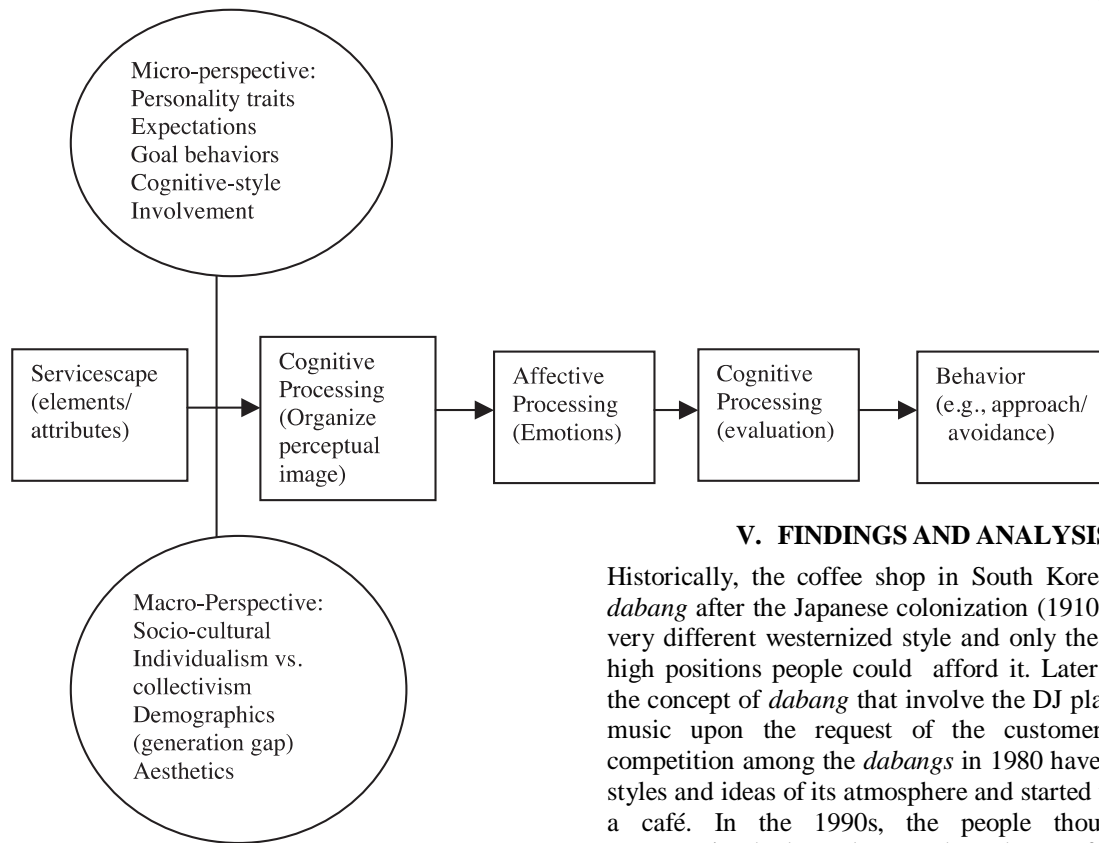 Micro-perspective:
Personality traits
Expectations
Goal behaviors
Cognitive-style
Involvement
Servicescape
(elements/
attributes)
Cognitive
Processing
(Organize
perceptual
image)
Affective
Processing
(Emotions)
Cognitive
Processing
(evaluation)
Behavior
(e.g., approach/
avoidance)
Macro-Perspective:
Socio-cultural
Individualism vs.
collectivism
Demographics
(generation gap)
Aesthetics
V. FINDINGS AND ANALYSIS
Historically, the coffee shop in South Kore
dabang after the Japanese colonization (1910
very different westernized style and only the
high positions people could afford it. Later
the concept of dabang that involve the DJ pla
music upon the request of the customer
competition among the dabangs in 1980 have
styles and ideas of its atmosphere and started
a café. In the 1990s, the people thou